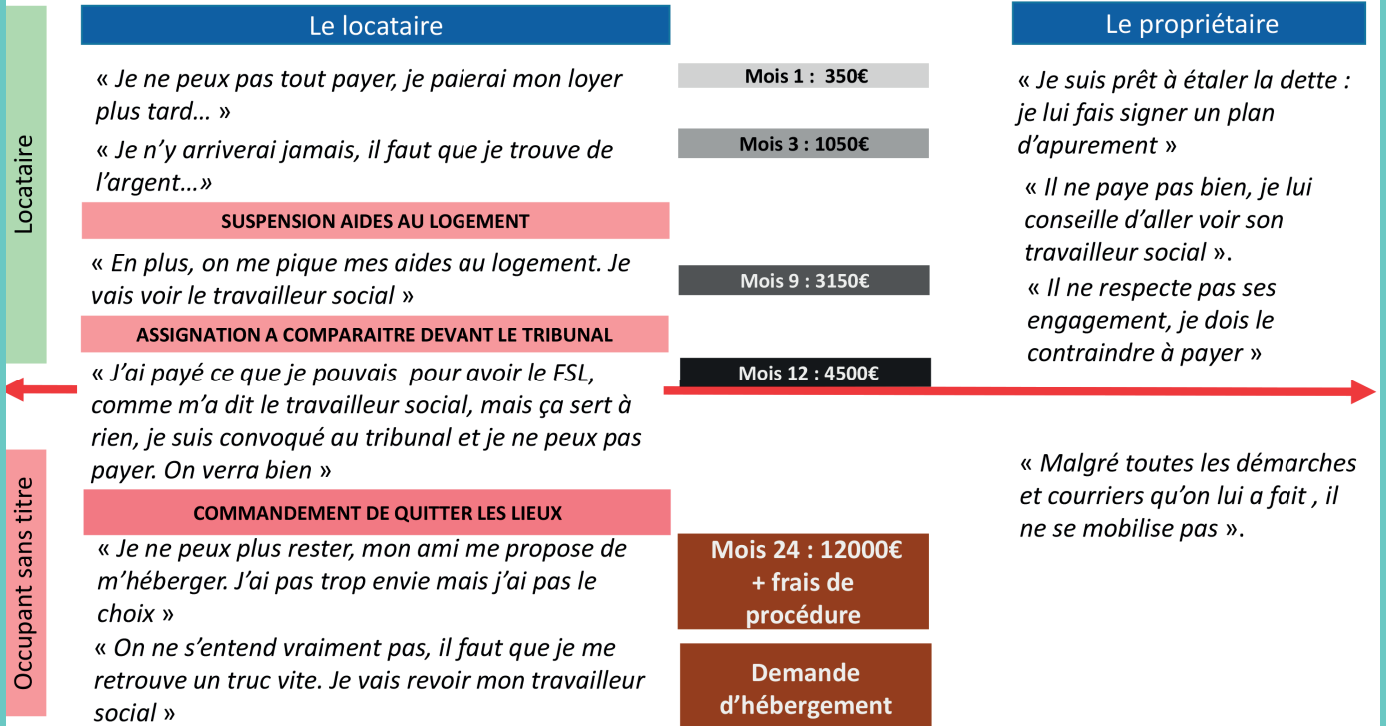 Le locataire
Le propriétaire
Locataire
« Je ne peux pas tout payer, je paierai mon loyer
plus tard… »
« Je n’y arriverai jamais, il faut que je trouve de
l’argent…»
SUSPENSION AIDES AU LOGEMENT
« En plus, on me pique mes aides au logement. Je
vais voir le travailleur social »
ASSIGNATION A COMPARAITRE DEVANT LE TRIBUNAL
« J’ai payé ce que je pouvais pour avoir le FSL,
comme m’a dit le travailleur social, mais ça sert à
rien, je suis convoqué au tribunal et je ne peux pas
payer. On verra bien »
Occupant sans titre
COMMANDEMENT DE QUITTER LES LIEUX
« Je ne peux plus rester, mon ami me propose de
m’héberger. J’ai pas trop envie mais j’ai pas le
choix »
« On ne s’entend vraiment pas, il faut que je me
retrouve un truc vite. Je vais revoir mon travailleur
social »
Mois 1 : 350€
Mois 3 : 1050€
Mois 9 : 3150€
Mois 12 : 4500€
Mois 24 : 12000€
+ frais de
procédure
Demande
d’hébergement
« Je suis prêt à étaler la dette :
je lui fais signer un plan
d’apurement »
« Il ne paye pas bien, je lui
conseille d’aller voir son
travailleur social ».
« Il ne respecte pas ses
engagement, je dois le
contraindre à payer »
« Malgré toutes les démarches
et courriers qu’on lui a fait , il
ne se mobilise pas ».